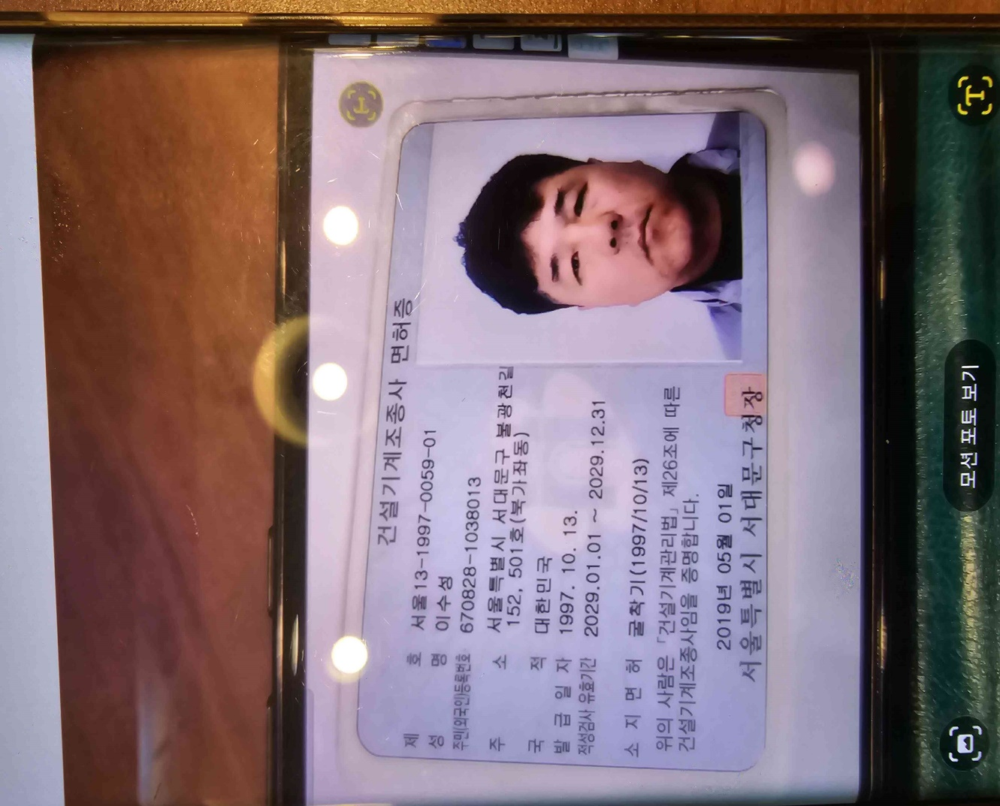 건설기계조종사 면허증
제 호 서울13-1997-0059-01
성 명 이수성
주민(외국인)등록번호 670828-1038013
주 소 서울특별시 서대문구 불광천길
152, 501호(북가좌동)
국 적 대한민국
발 급 일 자 1997. 10. 13.
적성검사 유효기간 2029.01.01 ~ 2029.12.31
소 지 면 허 굴착기(1997/10/13)
위의 사람은 「건설기계관리법」 제26조에 따른
건설기계조종사임을 증명합니다.
2019년 05월 01일
서울특별시 서대문구청장
모션 포토 보기